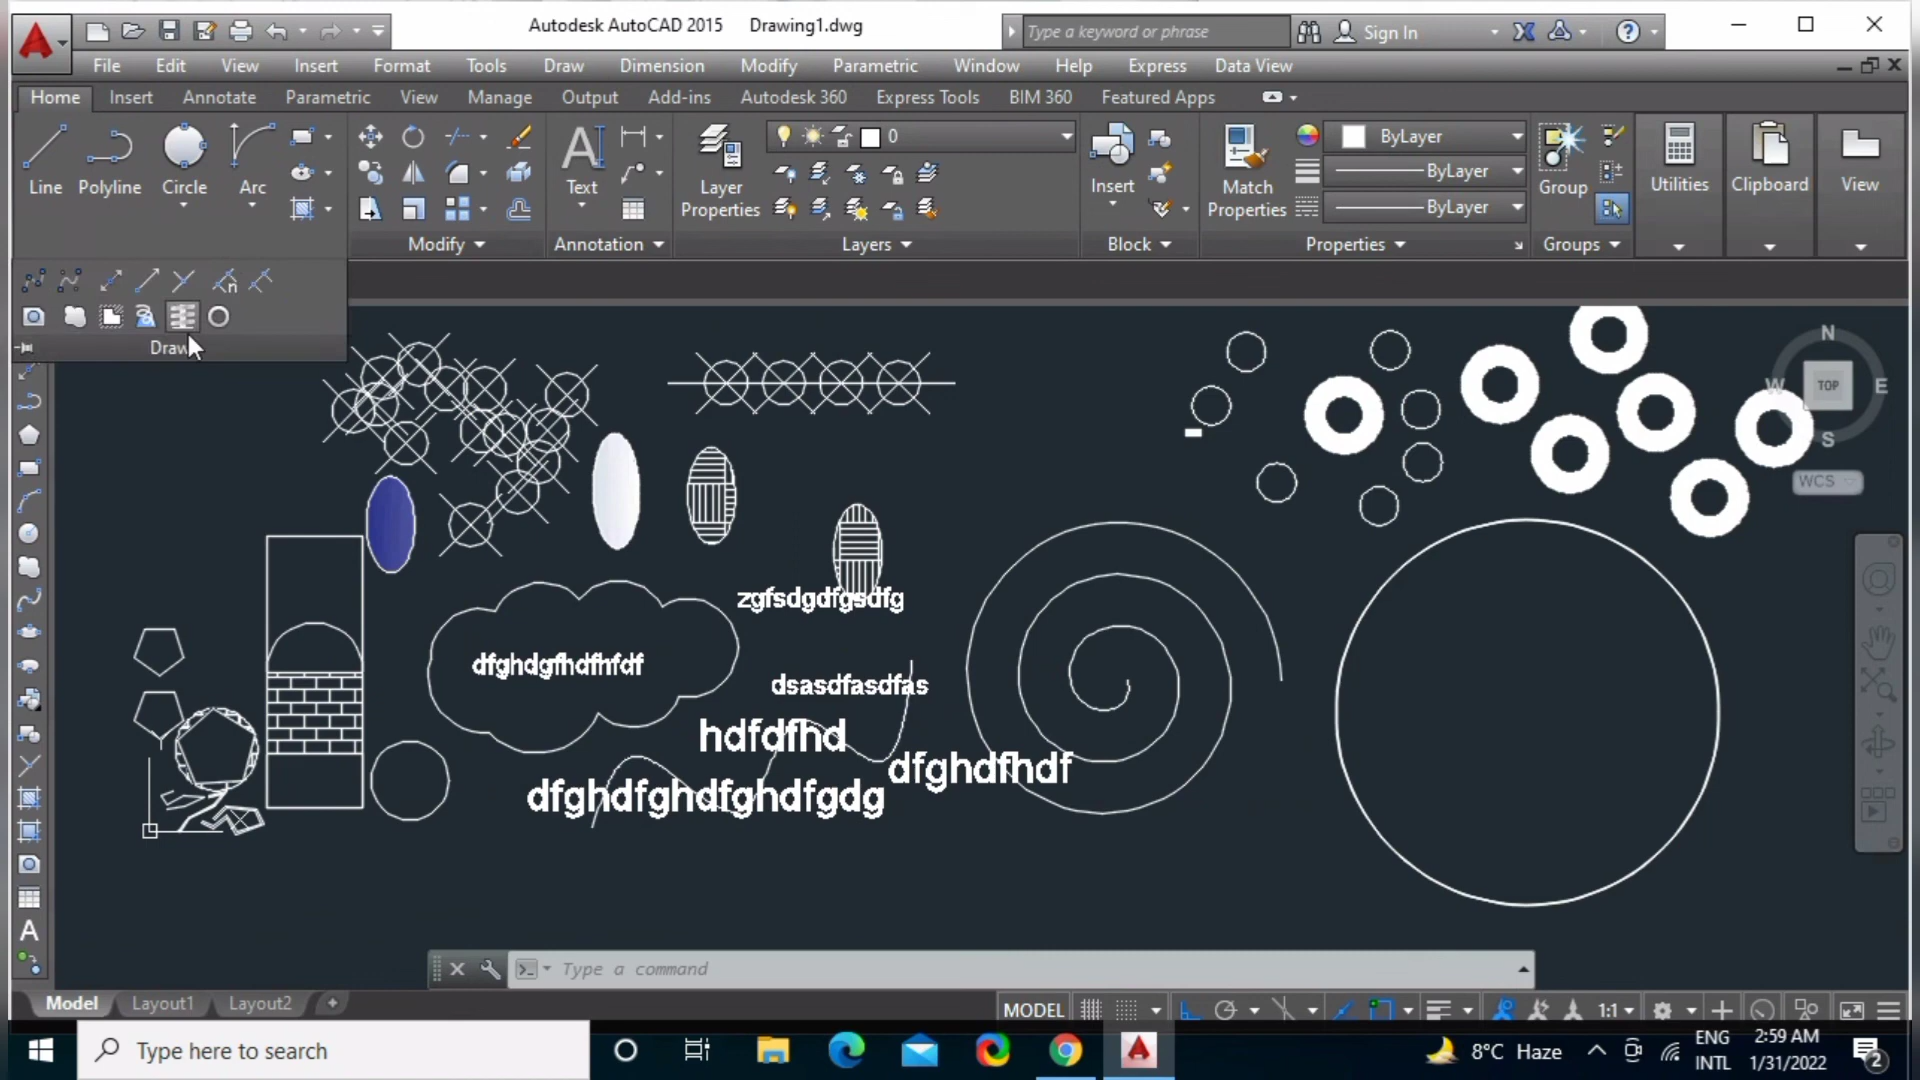 Autodesk AutoCAD 2015 Drawing1.dwg
Type a keyword or phrase
Sign In
File Edit View Insert Format Tools Draw Dimension Modify Parametric Window Help Express Data View
Home Insert Annotate Parametric View Manage Output Add-ins Autodesk 360 Express Tools BIM 360 Featured Apps
Line Polyline Circle Arc
Text
Layer Properties
0
Insert
Match Properties
ByLayer
ByLayer
ByLayer
Group
Utilities Clipboard View
Modify Annotation Layers Block Properties Groups
Draw
N
W TOP E
S
WCS
zgfsdgdfgsdfg
dfghdgfhdfhfdf
dsasdfasdfas
hdfdfhd
dfghdfhdf
dfghdfghdfghdfgdg
Type a command
Model Layout1 Layout2
MODEL
1:1
Type here to search
8°C Haze
ENG
INTL
2:59 AM
1/31/2022
2